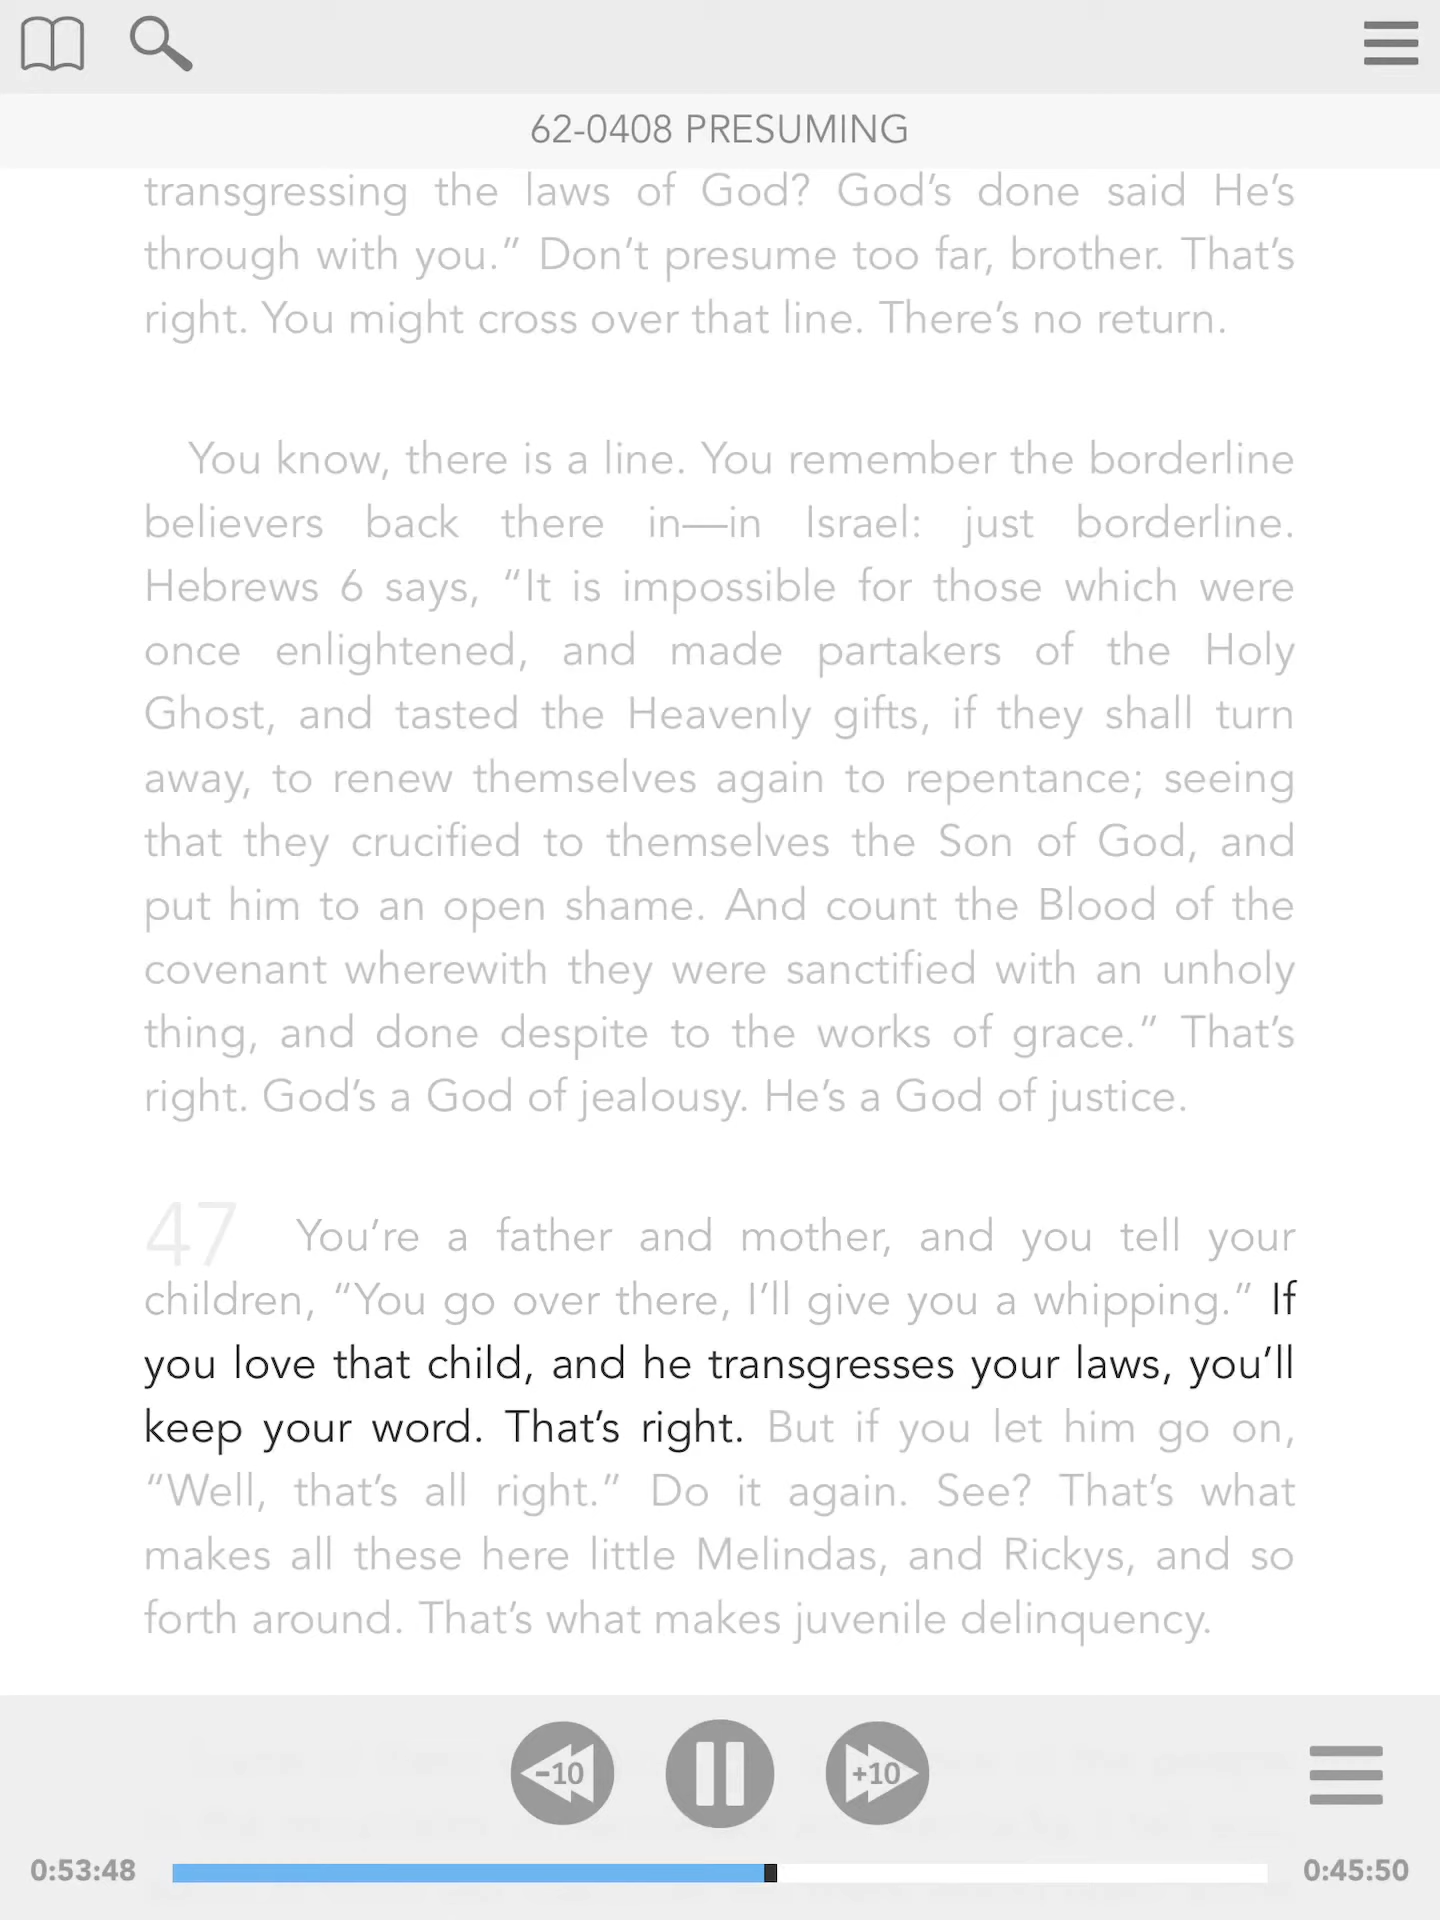 62-0408 PRESUMING
transgressing the laws of God? God’s done said He’s
through with you.” Don’t presume too far, brother. That’s
right. You might cross over that line. There’s no return.
You know, there is a line. You remember the borderline
believers back there in—in Israel: just borderline.
Hebrews 6 says, “It is impossible for those which were
once enlightened, and made partakers of the Holy
Ghost, and tasted the Heavenly gifts, if they shall turn
away, to renew themselves again to repentance; seeing
that they crucified to themselves the Son of God, and
put him to an open shame. And count the Blood of the
covenant wherewith they were sanctified with an unholy
thing, and done despite to the works of grace.” That’s
right. God’s a God of jealousy. He’s a God of justice.
47 You’re a father and mother, and you tell your
children, “You go over there, I’ll give you a whipping.” If
you love that child, and he transgresses your laws, you’ll
keep your word. That’s right. But if you let him go on,
“Well, that’s all right.” Do it again. See? That’s what
makes all these here little Melindas, and Rickys, and so
forth around. That’s what makes juvenile delinquency.
-10 +10
0:53:48 0:45:50